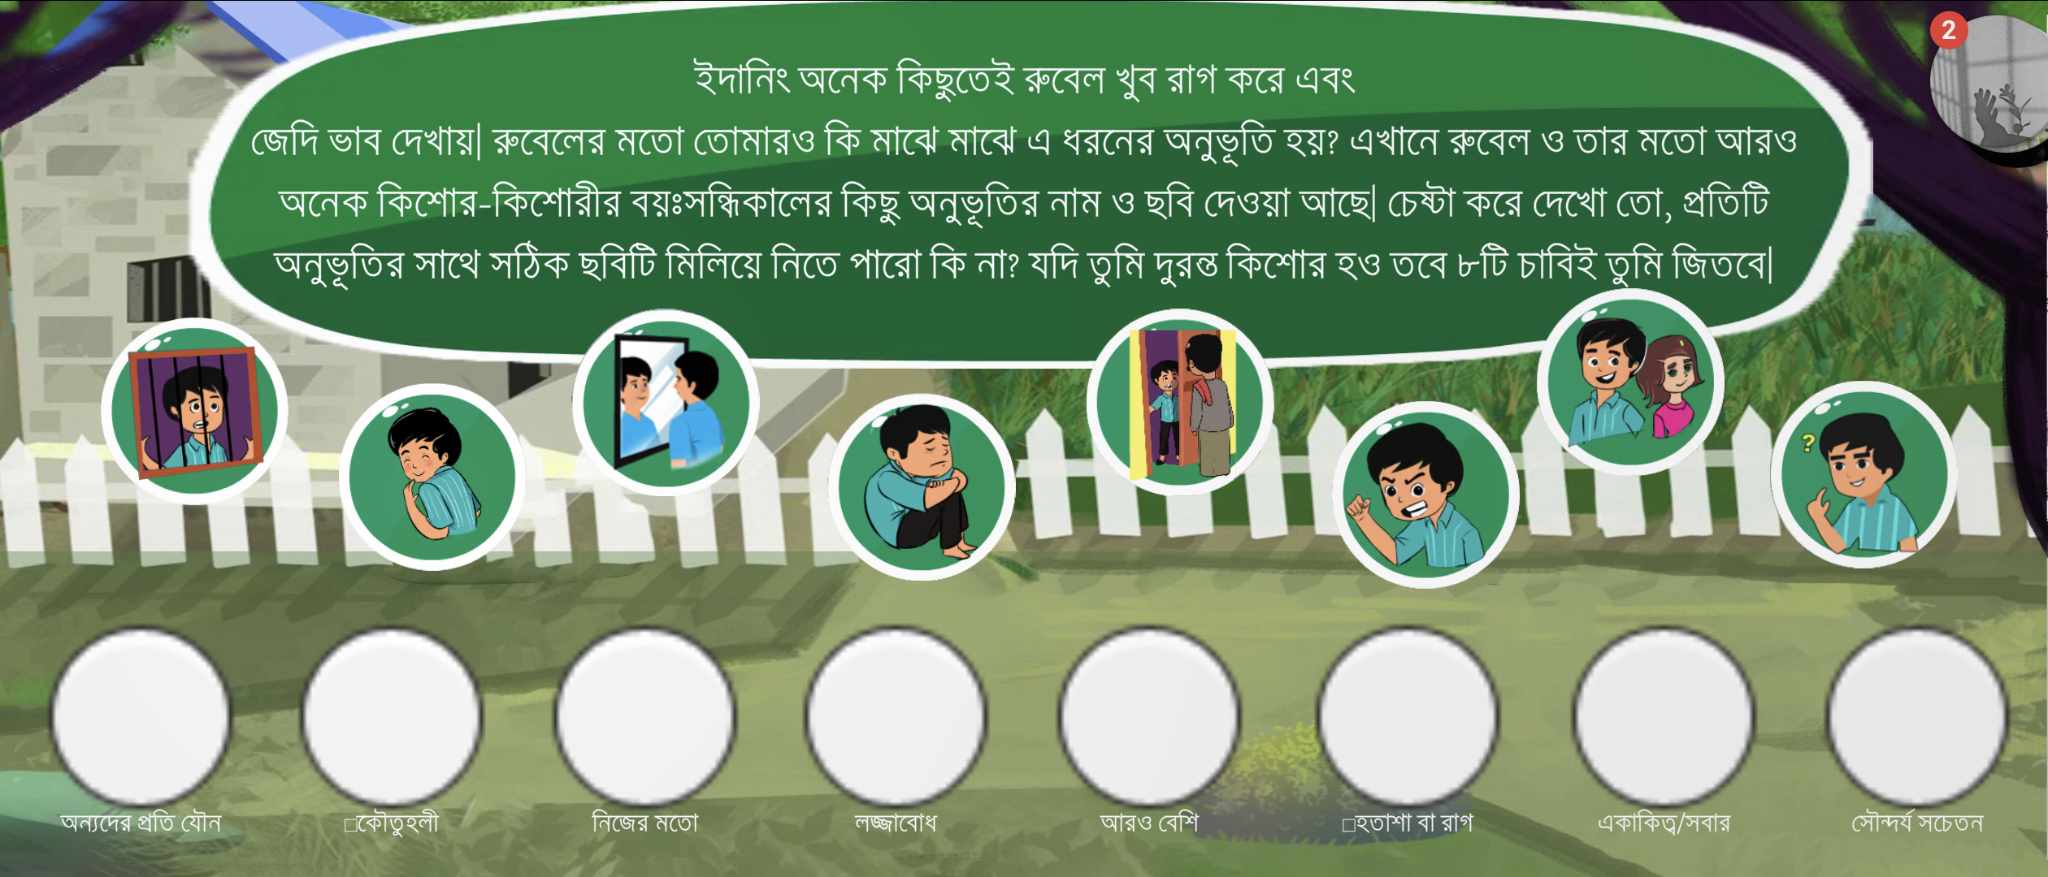 2
ইদানিং অনেক কিছুতেই রুবেল খুব রাগ করে এবং
জেদি ভাব দেখায়| রুবেলের মতো তোমারও কি মাঝে মাঝে এ ধরনের অনুভূতি হয়? এখানে রুবেল ও তার মতো আরও
অনেক কিশোর-কিশোরীর বয়ঃসন্ধিকালের কিছু অনুভূতির নাম ও ছবি দেওয়া আছে| চেষ্টা করে দেখো তো, প্রতিটি
অনুভূতির সাথে সঠিক ছবিটি মিলিয়ে নিতে পারো কি না? যদি তুমি দুরন্ত কিশোর হও তবে ৮টি চাবিই তুমি জিতবে|
?
অন্যদের প্রতি যৌন
□কৌতুহলী
নিজের মতো
লজ্জাবোধ
আরও বেশি
□হতাশা বা রাগ
একাকিত্ব/সবার
সৌন্দর্য সচেতন